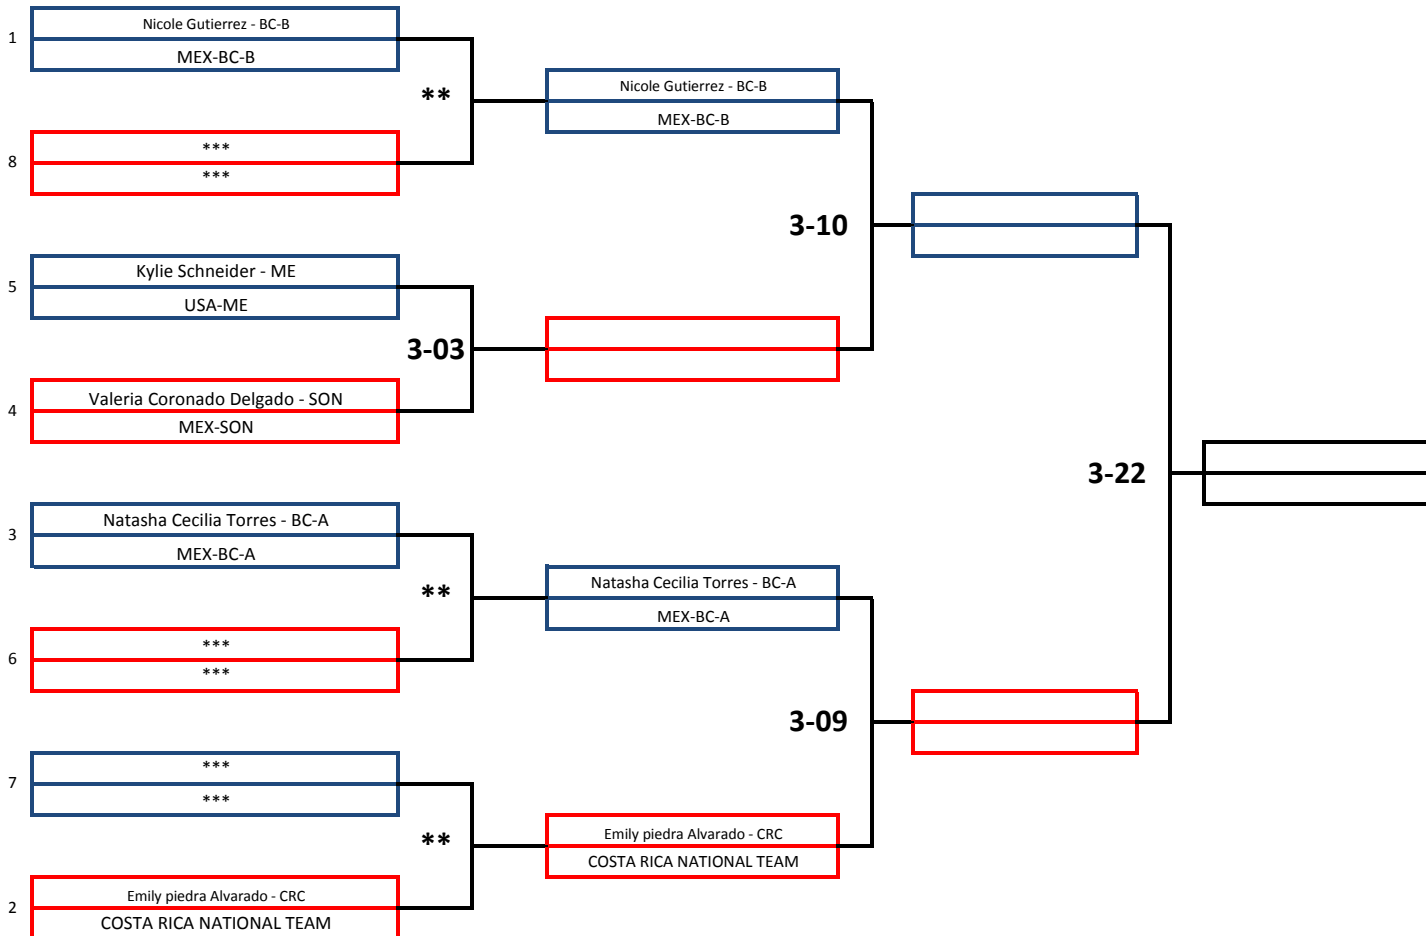 1
Nicole Gutierrez - BC-B
MEX-BC-B
**
8
***
***
Nicole Gutierrez - BC-B
MEX-BC-B
3-10
5
Kylie Schneider - ME
USA-ME
3-03
4
Valeria Coronado Delgado - SON
MEX-SON
3-22
3
Natasha Cecilia Torres - BC-A
MEX-BC-A
**
6
***
***
Natasha Cecilia Torres - BC-A
MEX-BC-A
3-09
7
***
***
**
2
Emily piedra Alvarado - CRC
COSTA RICA NATIONAL TEAM
Emily piedra Alvarado - CRC
COSTA RICA NATIONAL TEAM